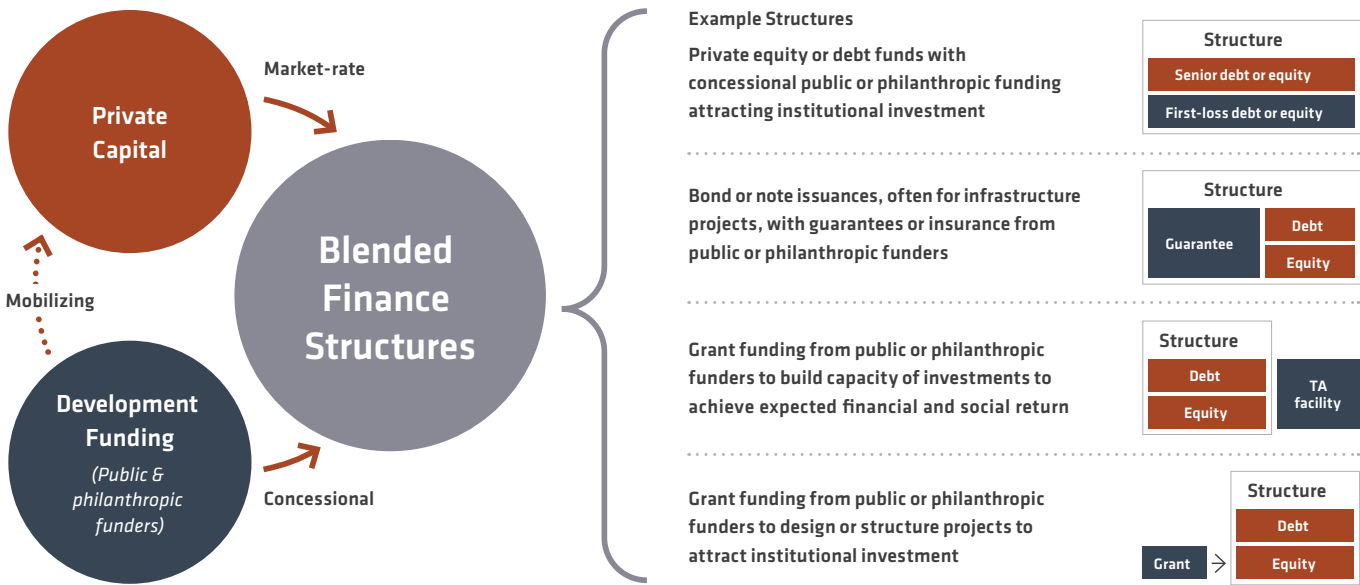 Private
Capital
Market-rate
Mobilizing
Blended
Finance
Structures
Development
Funding
(Public &
philanthropic
funders)
Concessional
Example Structures
Private equity or debt funds with
concessional public or philanthropic funding
attracting institutional investment
Structure
Senior debt or equity
First-loss debt or equity
Bond or note issuances, often for infrastructure
projects, with guarantees or insurance from
public or philanthropic funders
Structure
Guarantee
Debt
Equity
Grant funding from public or philanthropic
funders to build capacity of investments to
achieve expected financial and social return
Structure
Debt
Equity
TA
facility
Grant funding from public or philanthropic
funders to design or structure projects to
attract institutional investment
Grant
Structure
Debt
Equity